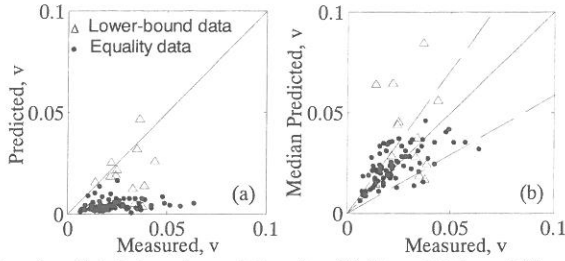 0.1
△ Lower-bound data
• Equality data
Predicted, v
0.05
(a)
0
0
0.05
0.1
Measured, v
0.1
Median Predicted, v
0.05
(b)
0
0
0.05
0.1
Measured, v